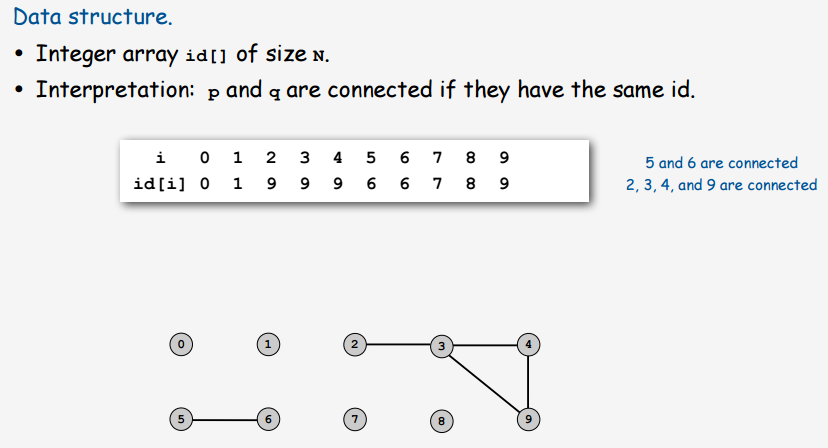 Data structure.
• Integer array id[] of size N.
• Interpretation: p and q are connected if they have the same id.
i 0 1 2 3 4 5 6 7 8 9
id[i] 0 1 9 9 9 6 6 7 8 9
5 and 6 are connected
2, 3, 4, and 9 are connected
0 1 2 3 4
5 6 7 8 9